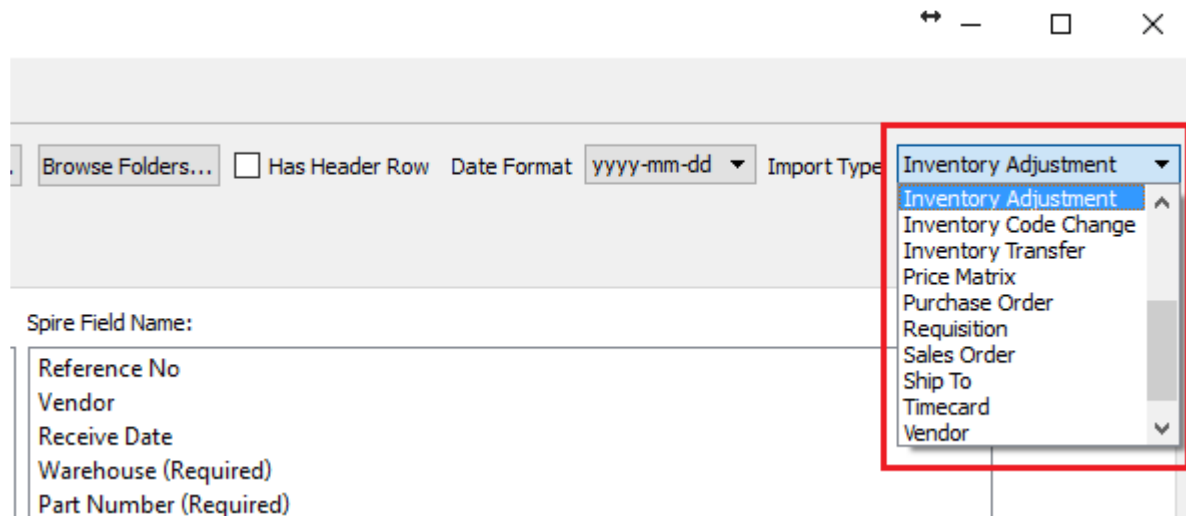 Browse Folders... Has Header Row Date Format yyyy-mm-dd Import Type Inventory Adjustment
Inventory Adjustment
Inventory Code Change
Inventory Transfer
Price Matrix
Purchase Order
Requisition
Sales Order
Ship To
Timecard
Vendor
Spire Field Name:
Reference No
Vendor
Receive Date
Warehouse (Required)
Part Number (Required)